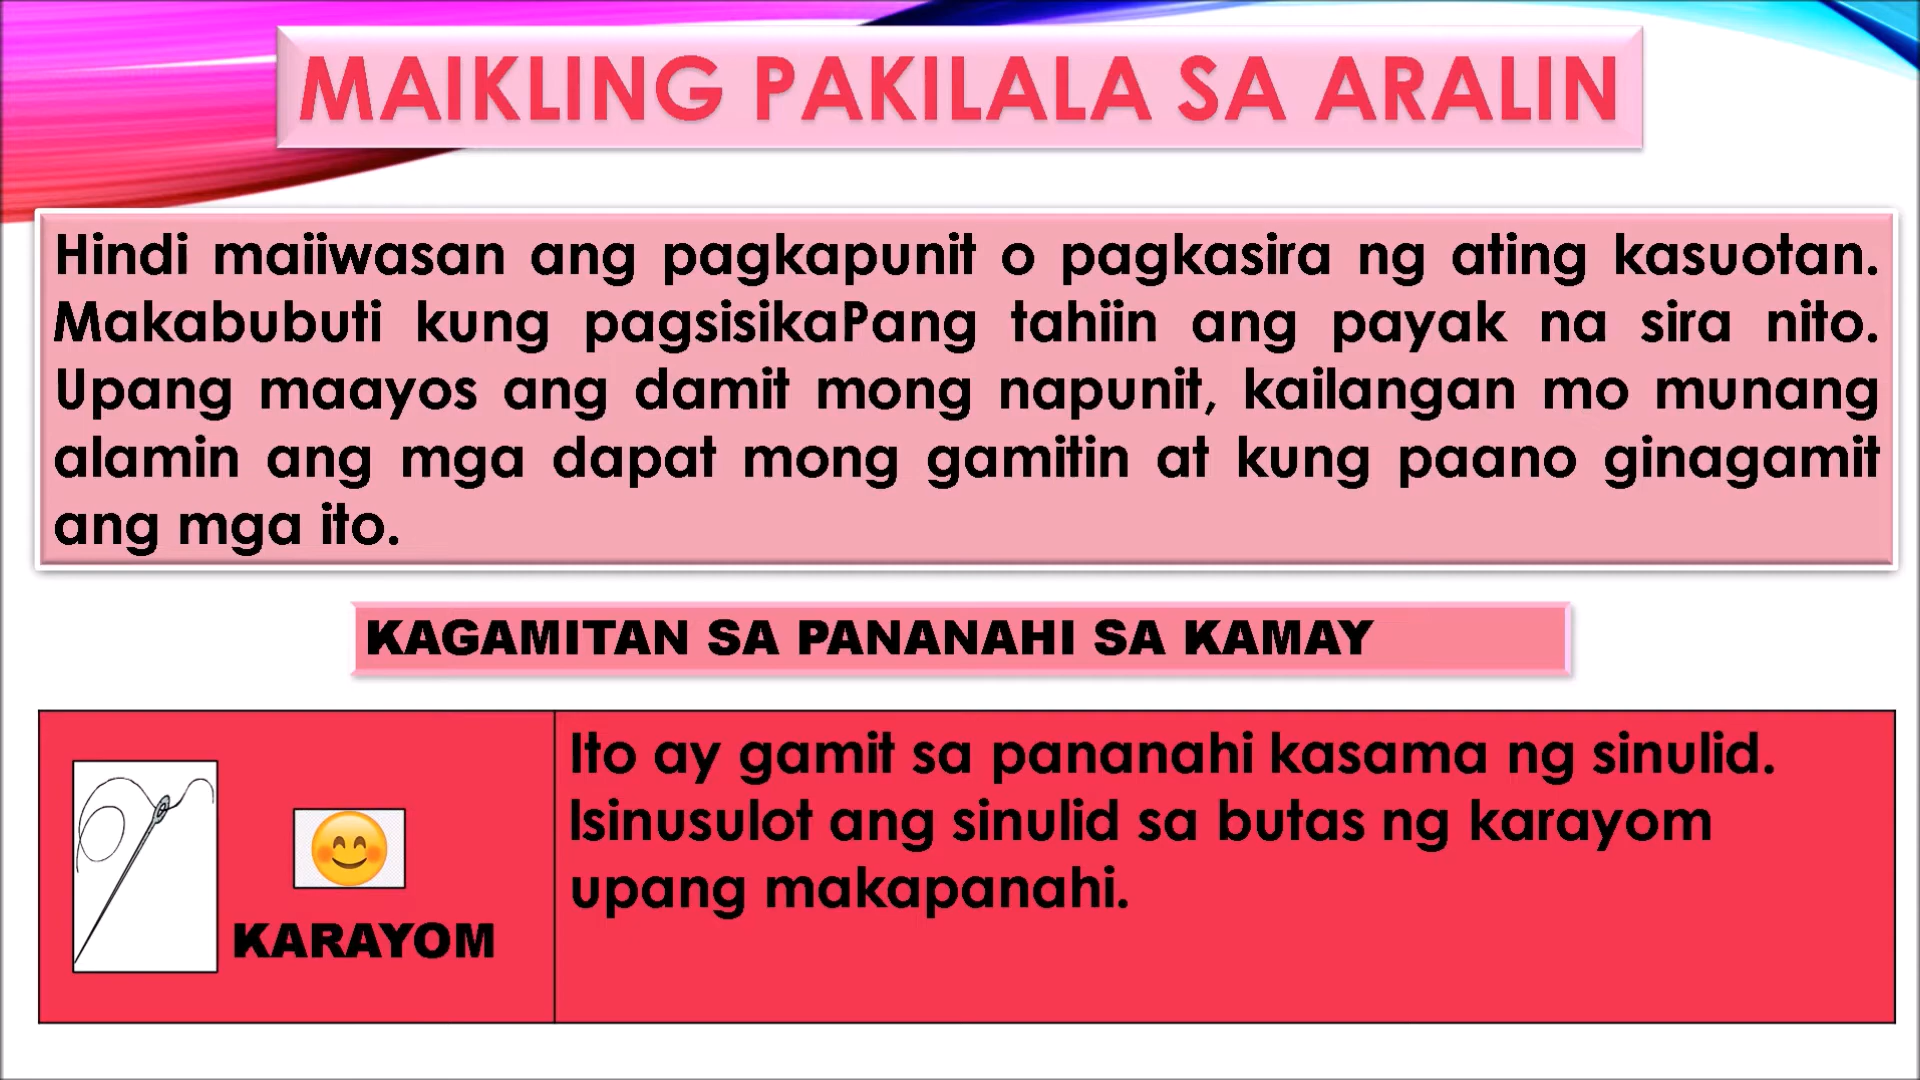 MAIKLING PAKILALA SA ARALIN
Hindi maiiwasan ang pagkapunit o pagkasira ng ating kasuotan.
Makabubuti kung pagsisikaPang tahiin ang payak na sira nito.
Upang maayos ang damit mong napunit, kailangan mo munang
alamin ang mga dapat mong gamitin at kung paano ginagamit
ang mga ito.
KAGAMITAN SA PANANAHI SA KAMAY
KARAYOM
Ito ay gamit sa pananahi kasama ng sinulid.
Isinusulot ang sinulid sa butas ng karayom
upang makapanahi.